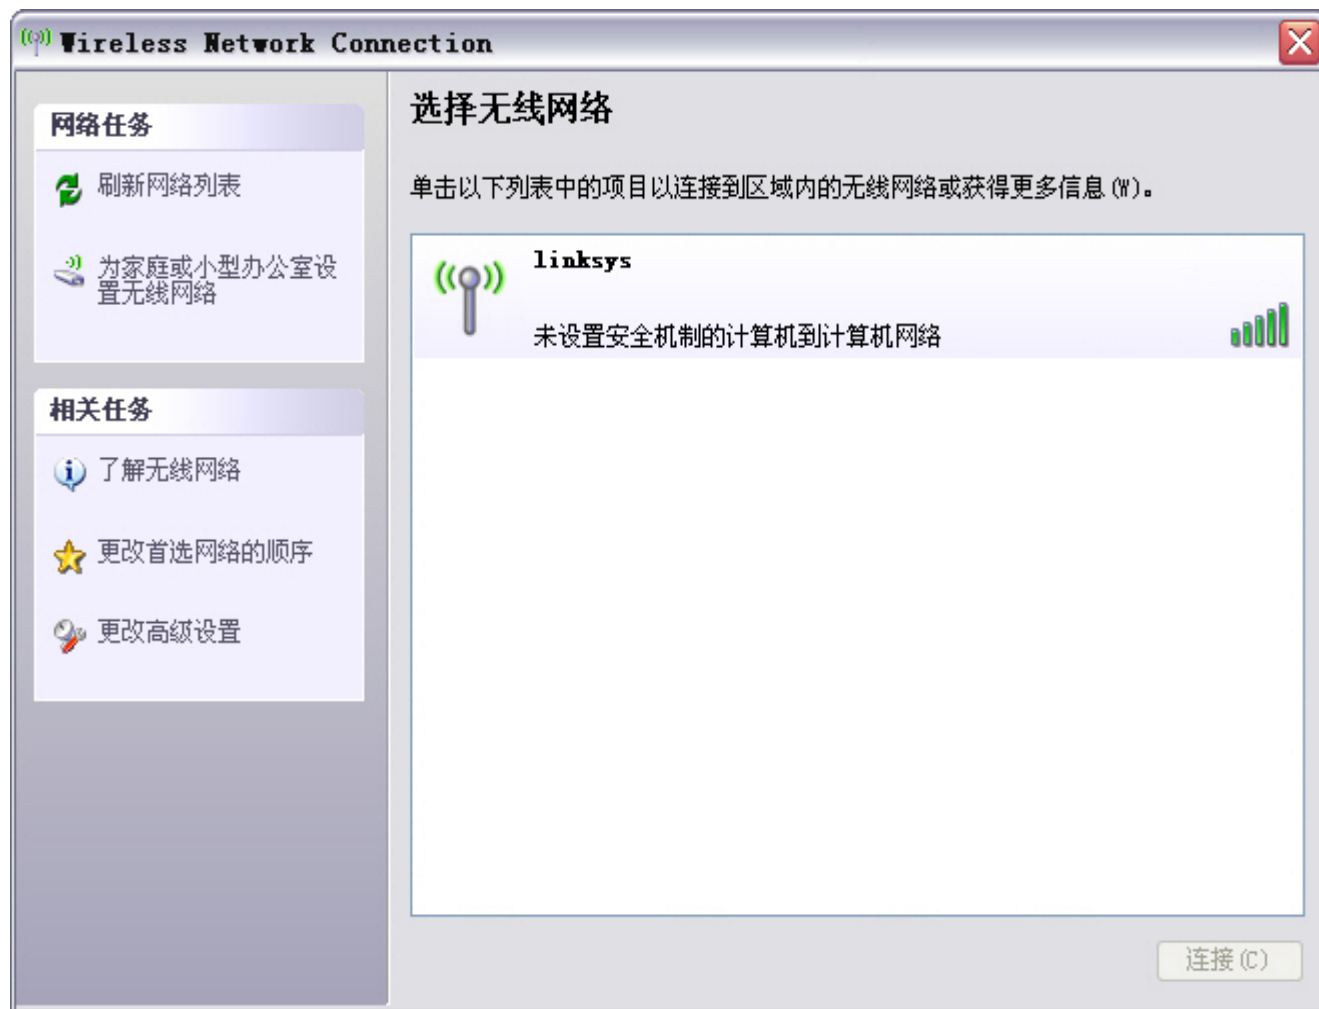 Wireless Network Connection
网络任务
刷新网络列表
为家庭或小型办公室设
置无线网络
相关任务
了解无线网络
更改首选网络的顺序
更改高级设置
选择无线网络
单击以下列表中的项目以连接到区域内的无线网络或获得更多信息(W)。
linksys
未设置安全机制的计算机到计算机网络
连接(C)